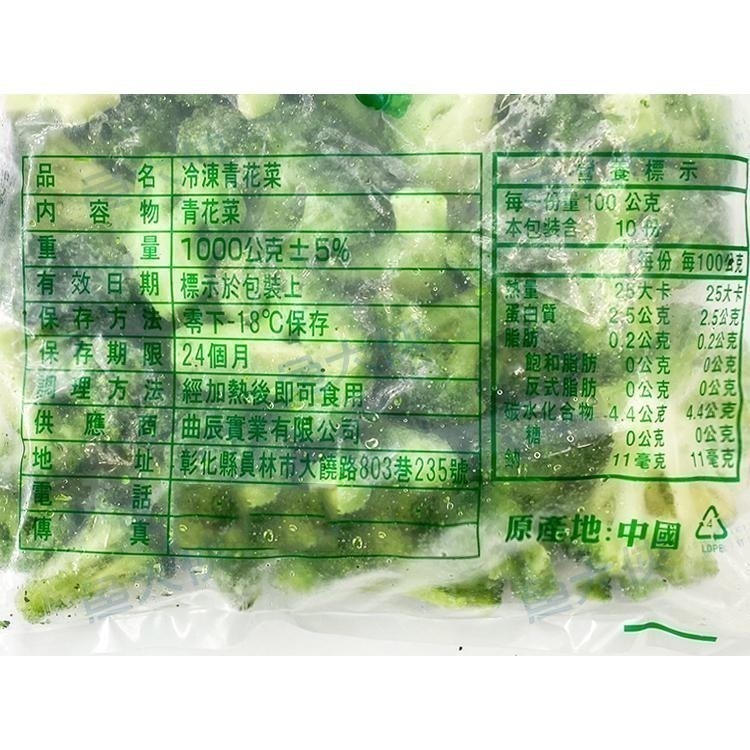 品名 冷凍青花菜
內容物 青花菜
重量 1000公克±5%
有效日期 標示於包裝上
保存方法 零下-18℃保存
保存期限 24個月
調理方法 經加熱後即可食用
供應商 曲辰實業有限公司
地址 彰化縣員林市大饒路803巷235號
電話
傳真
營養標示
每一份量100公克
本包裝含 10份
每份 每100公克
熱量 25大卡 25大卡
蛋白質 2.5公克 2.5公克
脂肪 0.2公克 0.2公克
飽和脂肪 0公克 0公克
反式脂肪 0公克 0公克
碳水化合物 4.4公克 4.4公克
糖 0公克 0公克
鈉 11毫克 11毫克
原產地:中國
4
LDPE